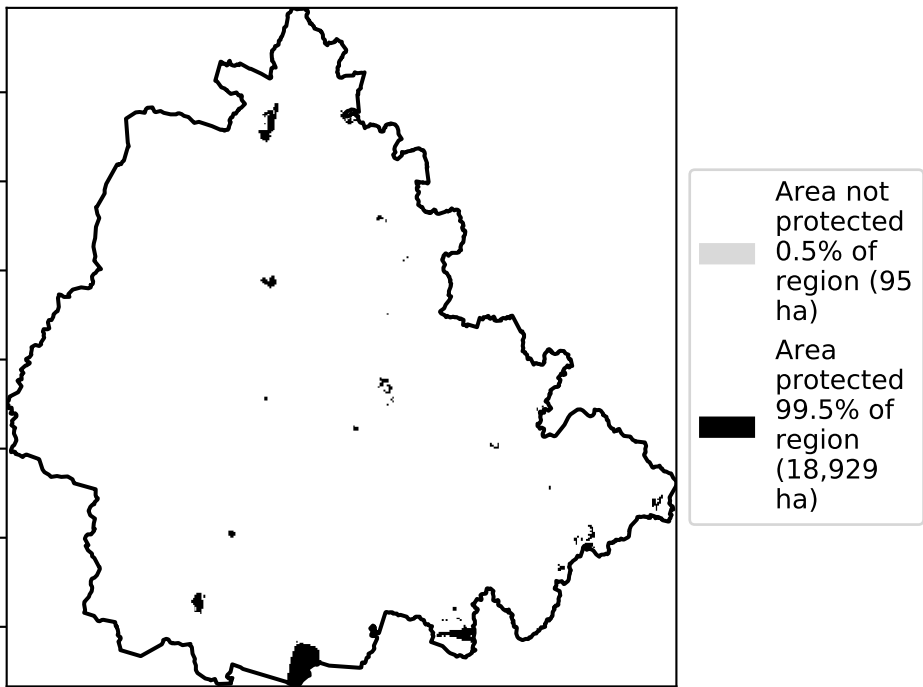 Area not
protected
0.5% of
region (95
ha)
Area
protected
99.5% of
region
(18,929
ha)